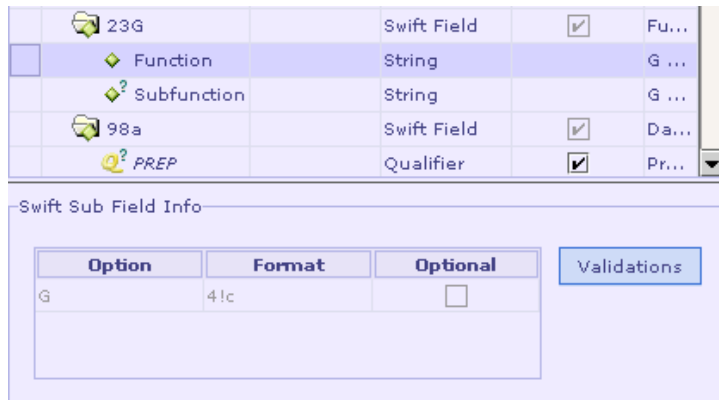 23G Swift Field Fu...
Function String G ...
? Subfunction String G ...
98a Swift Field Da...
Q? PREP Qualifier Pr...
Swift Sub Field Info
Option Format Optional Validations
G 4!c